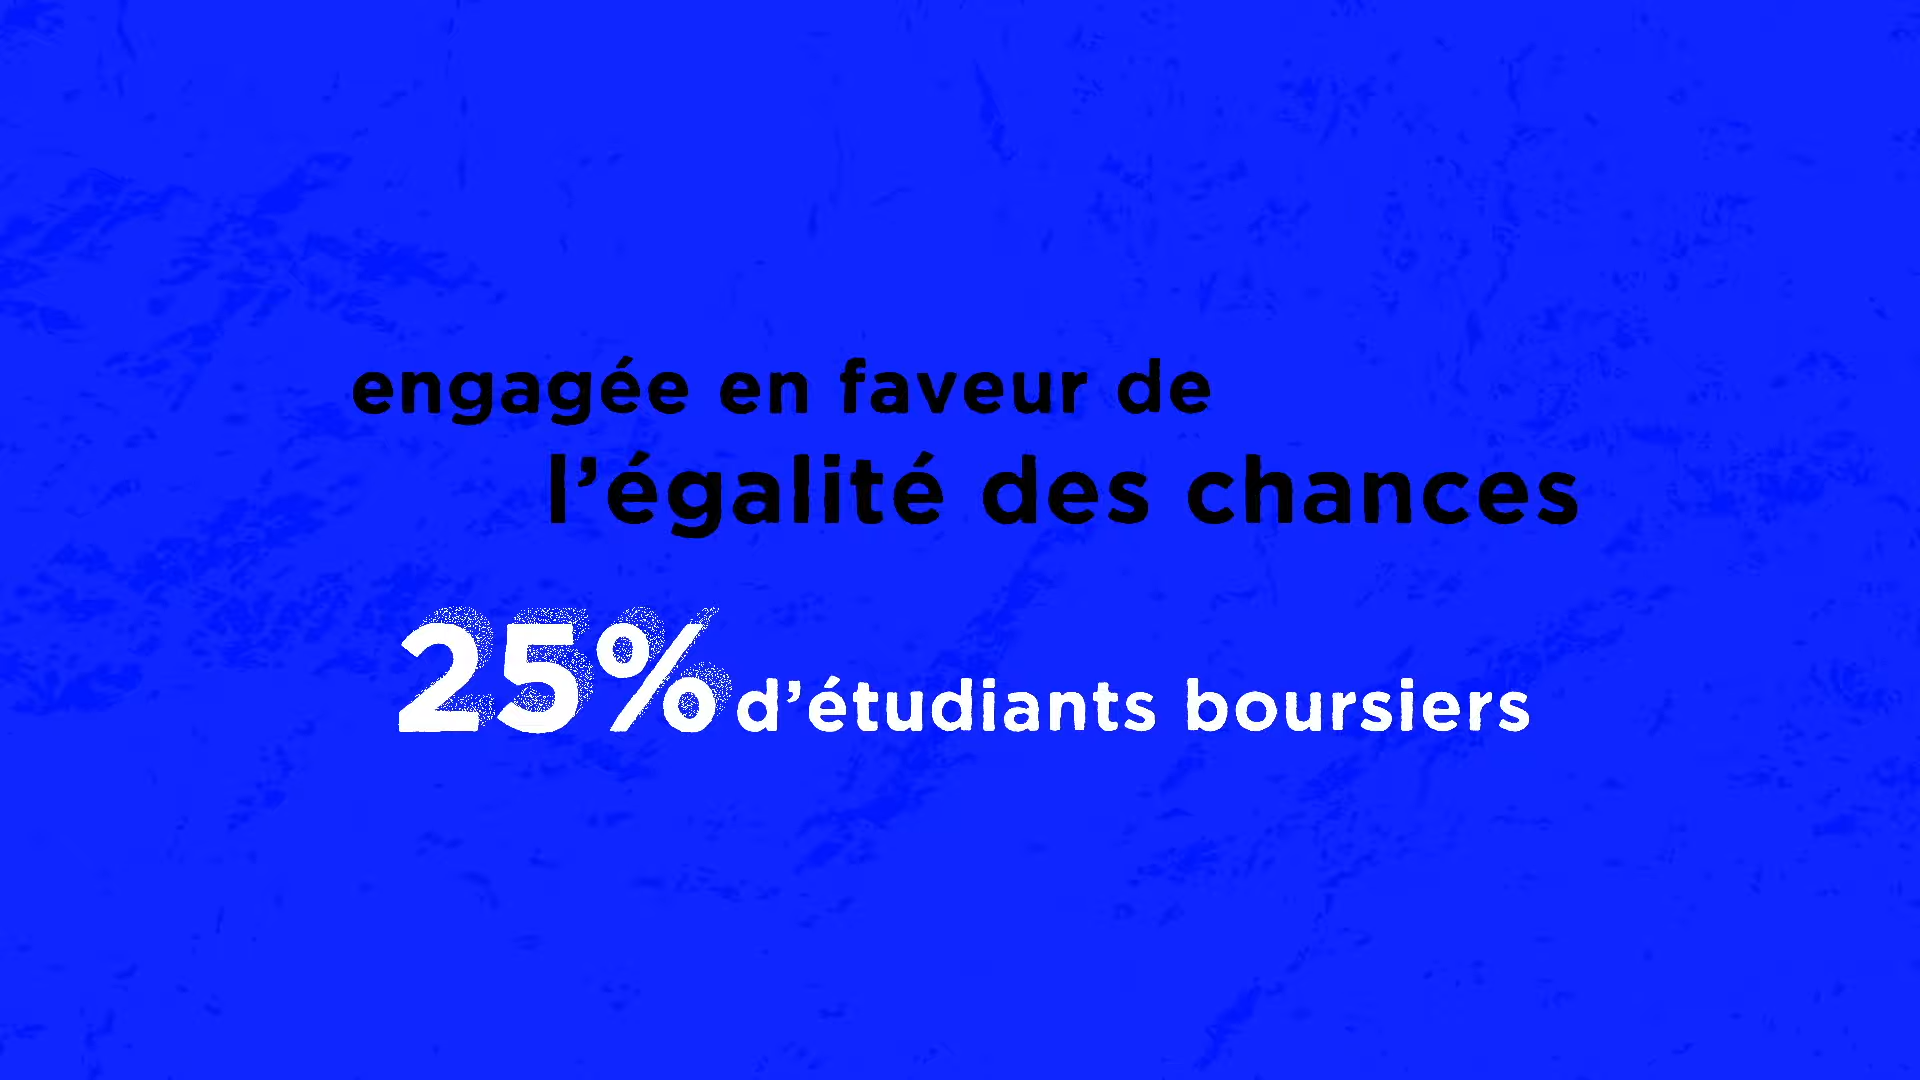 engagée en faveur de
l’égalité des chances
25% d’étudiants boursiers